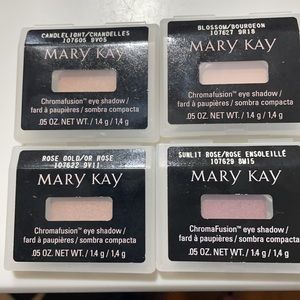 CANDLELIGHT/CHANDELLES
107605 9V05
MARY KAY
ChromaFusion™ eye shadow/
fard à paupières / sombra compacta
.05 OZ. NET WT. / 1.4 g / 1,4 g
BLOSSOM/BOURGEON
107627 9R18
MARY KAY
ChromaFusion™ eye shadow/
fard à paupières / sombra compacta
.05 OZ. NET WT. / 1.4 g / 1,4 g
ROSE GOLD/OR ROSE
107622 9V11
MARY KAY
ChromaFusion™ eye shadow /
fard à paupières / sombra compacta
.05 OZ. NET WT. / 1.4 g / 1,4 g
SUNLIT ROSE/ROSE ENSOLEILLÉ
107629 8W15
MARY KAY
ChromaFusion™ eye shadow /
fard à paupières / sombra compacta
.05 OZ. NET WT. / 1.4 g / 1,4 g